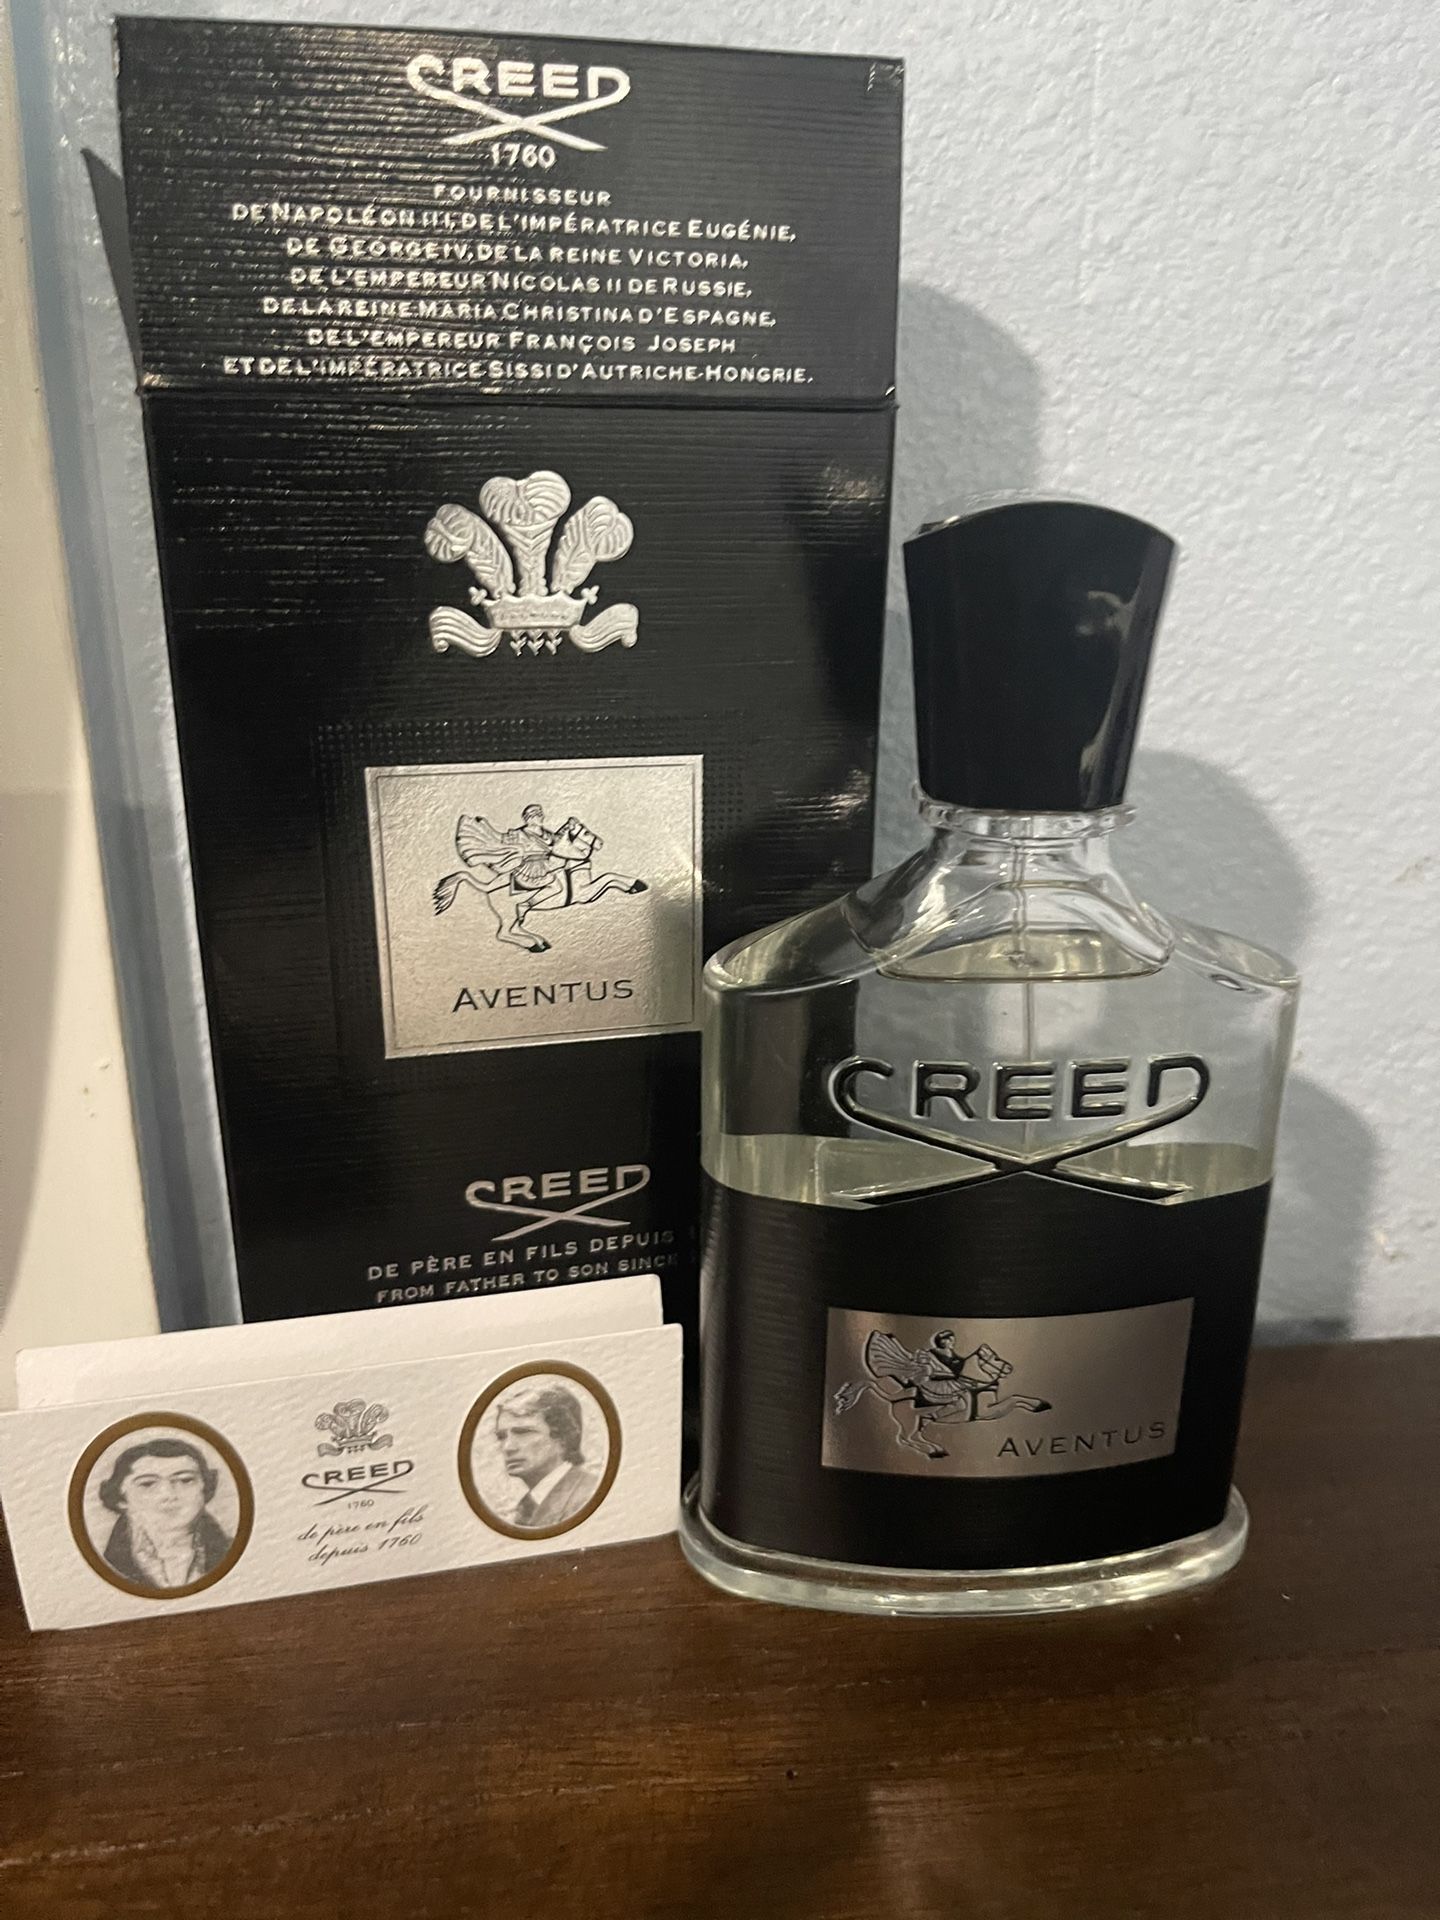 CREED
1760
FOURNISSEUR
DE NAPOLÉON III, DE L'IMPÉRATRICE EUGÉNIE,
DE GEORGE IV, DE LA REINE VICTORIA,
DE L'EMPEREUR NICOLAS II DE RUSSIE,
DE LA REINE MARIA CHRISTINA D'ESPAGNE,
DE L'EMPEREUR FRANÇOIS JOSEPH
ET DE L'IMPÉRATRICE SISSI D'AUTRICHE-HONGRIE.
AVENTUS
CREED
DE PÈRE EN FILS DEPUIS
FROM FATHER TO SON SINCE
CREED
1760
de père en fils
depuis 1760
CREED
AVENTUS